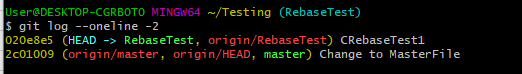 User@DESKTOP-CGRBOTO MINGW64 ~/Testing (RebaseTest)
$ git log --oneline -2
020e8e5 (HEAD -> RebaseTest, origin/RebaseTest) CRebaseTest1
2c01009 (origin/master, origin/HEAD, master) Change to MasterFile